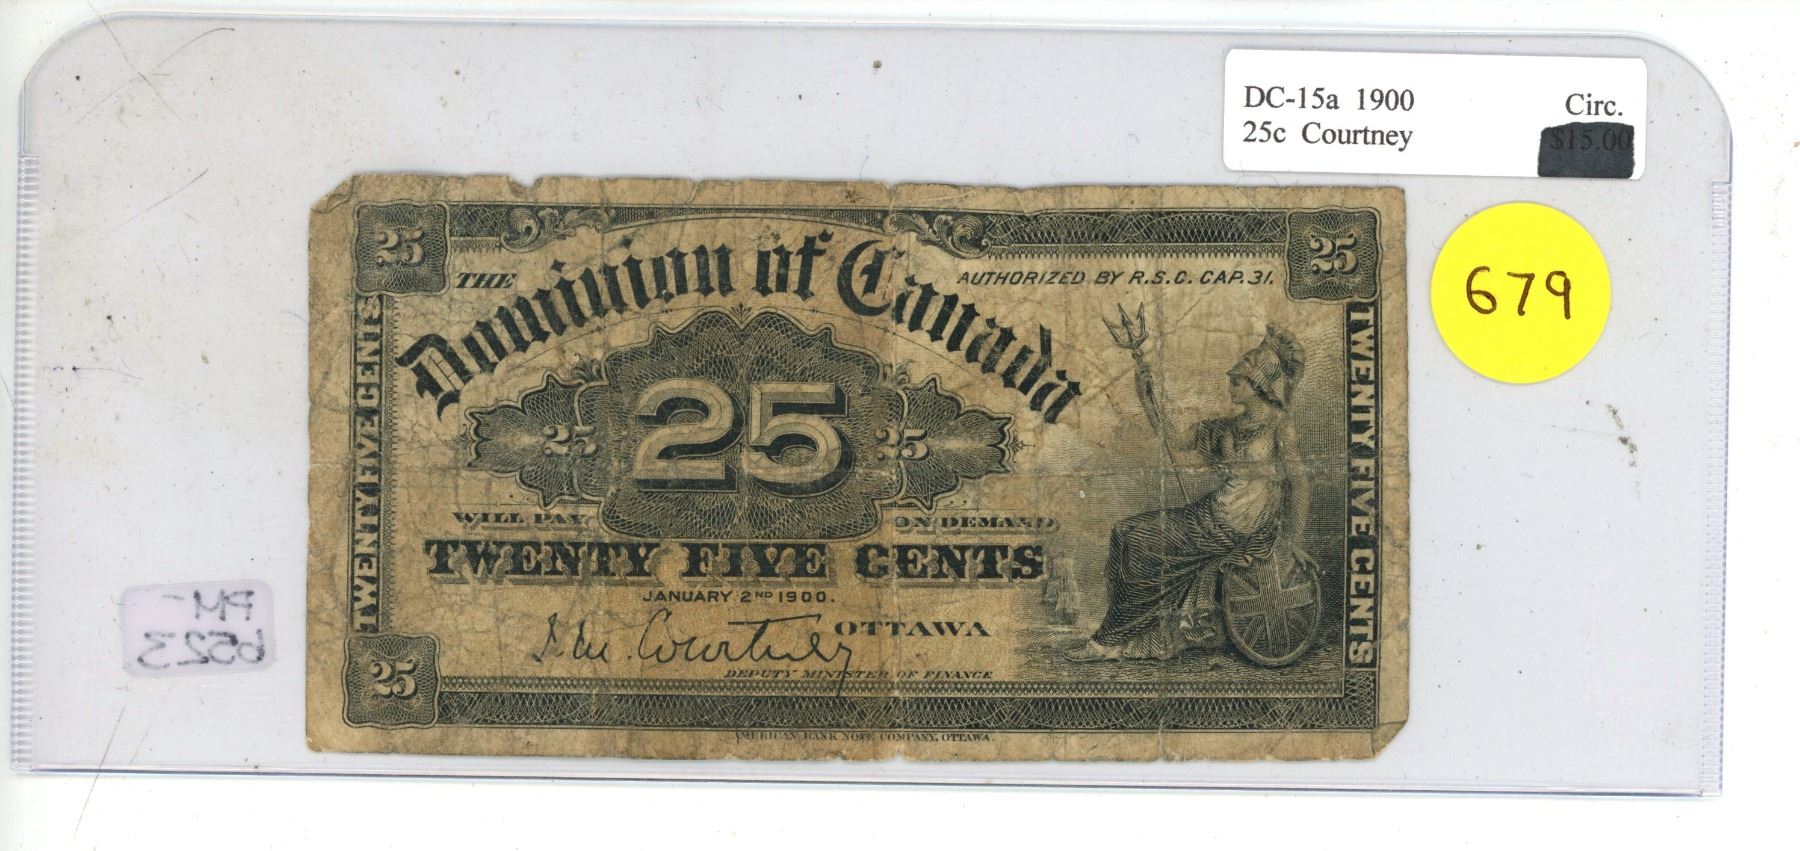 DC-15a 1900 Circ.
25c Courtney $15.00
679
25 25
THE Dominion of Canada
AUTHORIZED BY R.S.C. CAP. 31.
TWENTY FIVE CENTS
TWENTY FIVE CENTS
25 25 25
WILL PAY ON DEMAND
TWENTY FIVE CENTS
JANUARY 2ND 1900.
OTTAWA
Courtney
DEPUTY MINISTER OF FINANCE
25
AMERICAN BANK NOTE COMPANY, OTTAWA.
PM-
6523